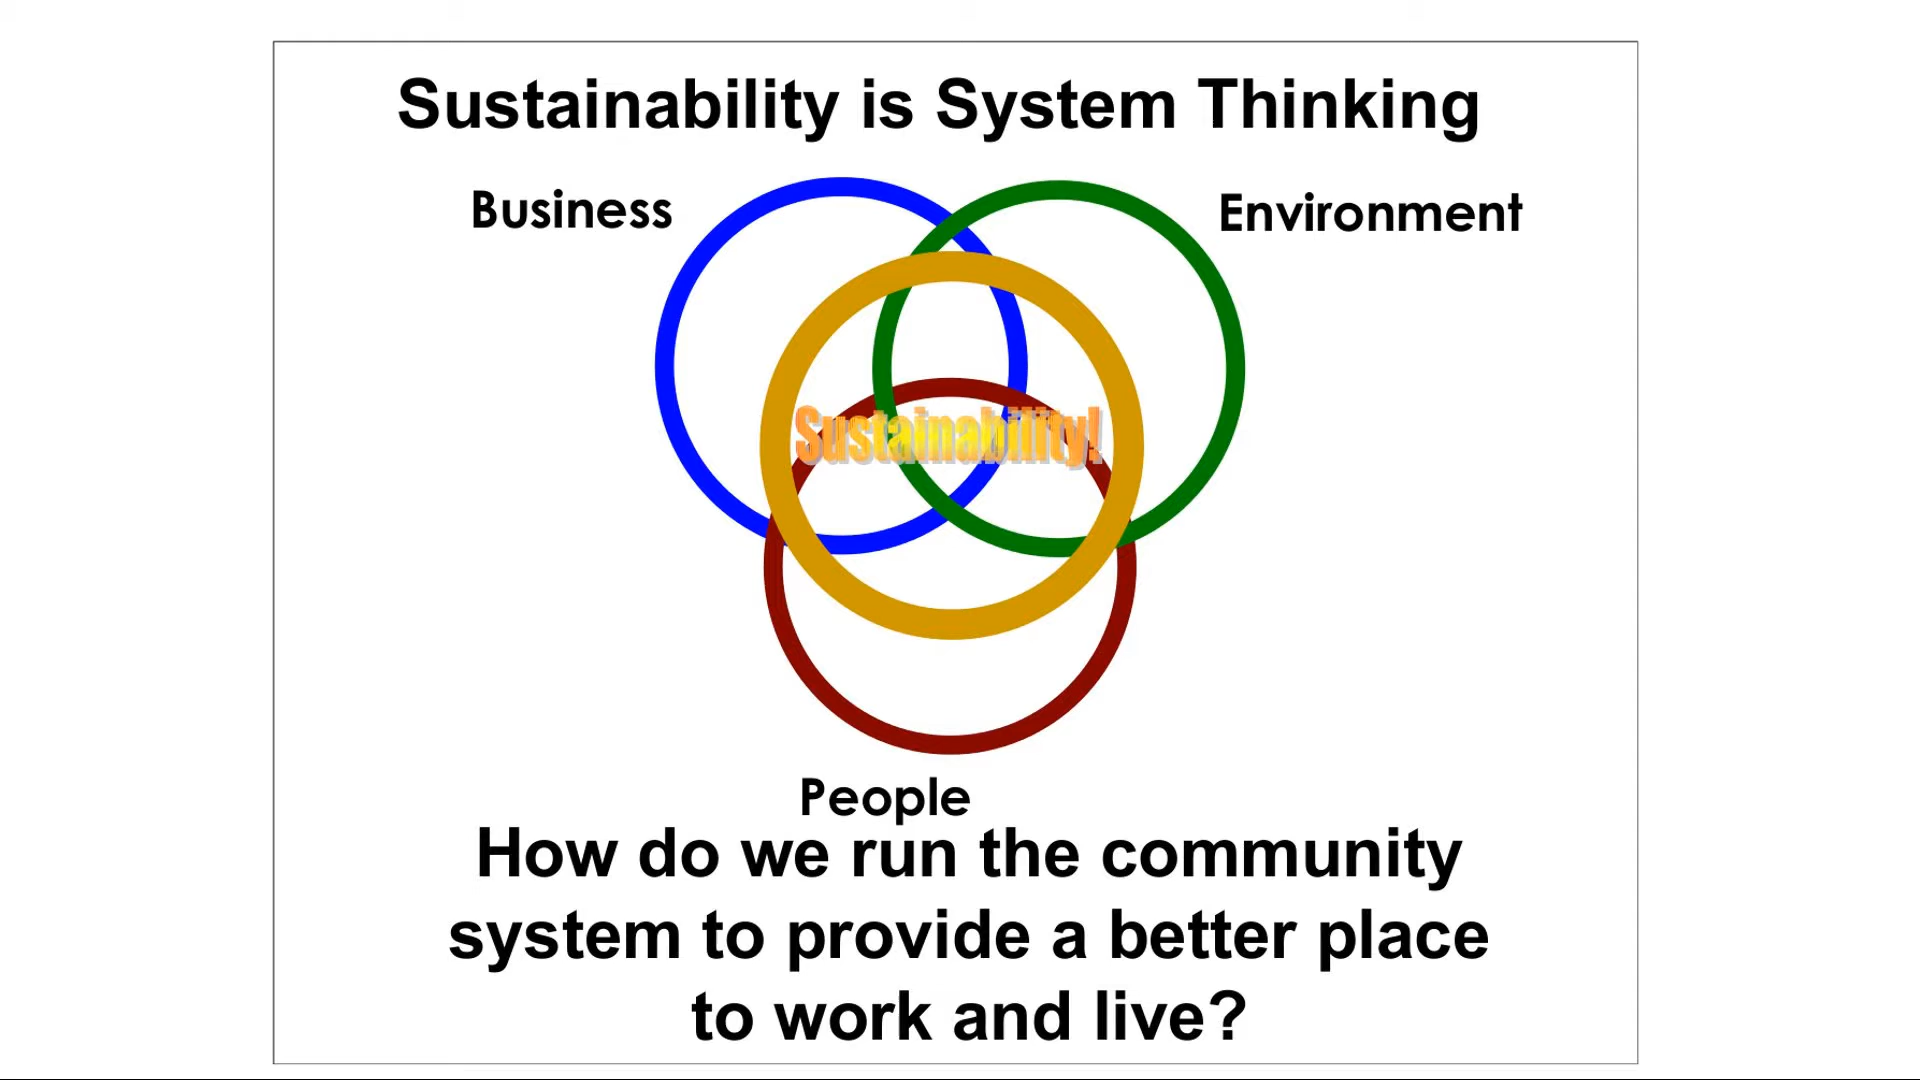 Sustainability is System Thinking
Business
Environment
Sustainability!
People
How do we run the community
system to provide a better place
to work and live?